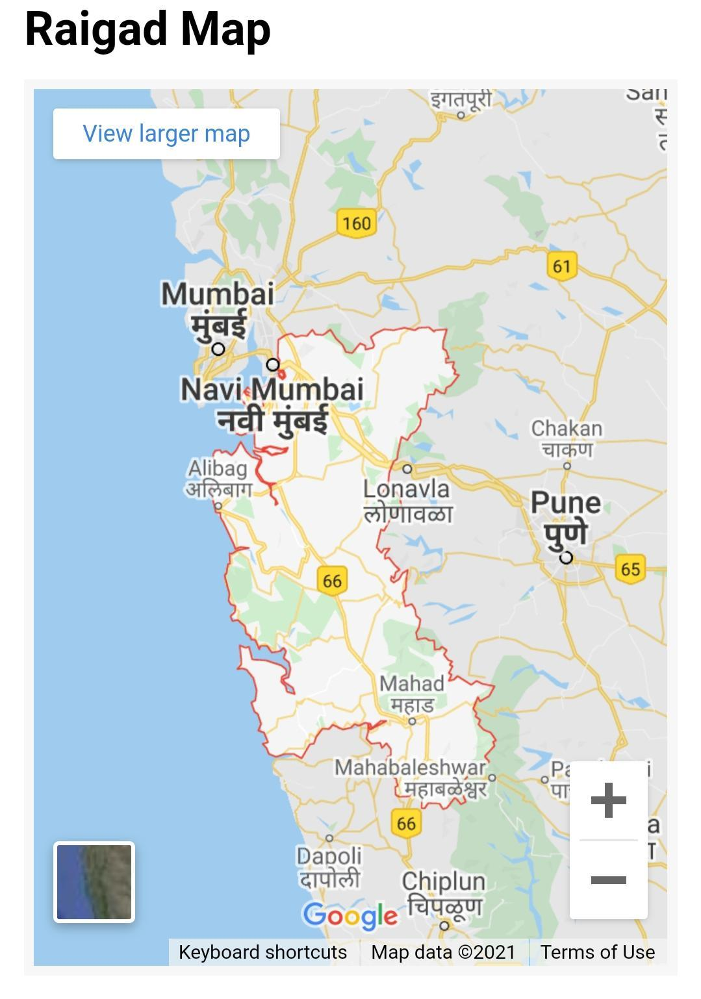 Raigad Map
इगतपूरी
San
View larger map
160
61
Mumbai
मुंबई
Navi Mumbai
नवी मुंबई
Chakan
चाकण
Alibag
अलिबाग
Lonavla
लोणावळा
Pune
पुणे
66
65
Mahad
महाड
Mahabaleshwar
महाबळेश्वर
66
Dapoli
दापोली
Chiplun
चिपळूण
Google
Keyboard shortcuts
Map data ©2021
Terms of Use